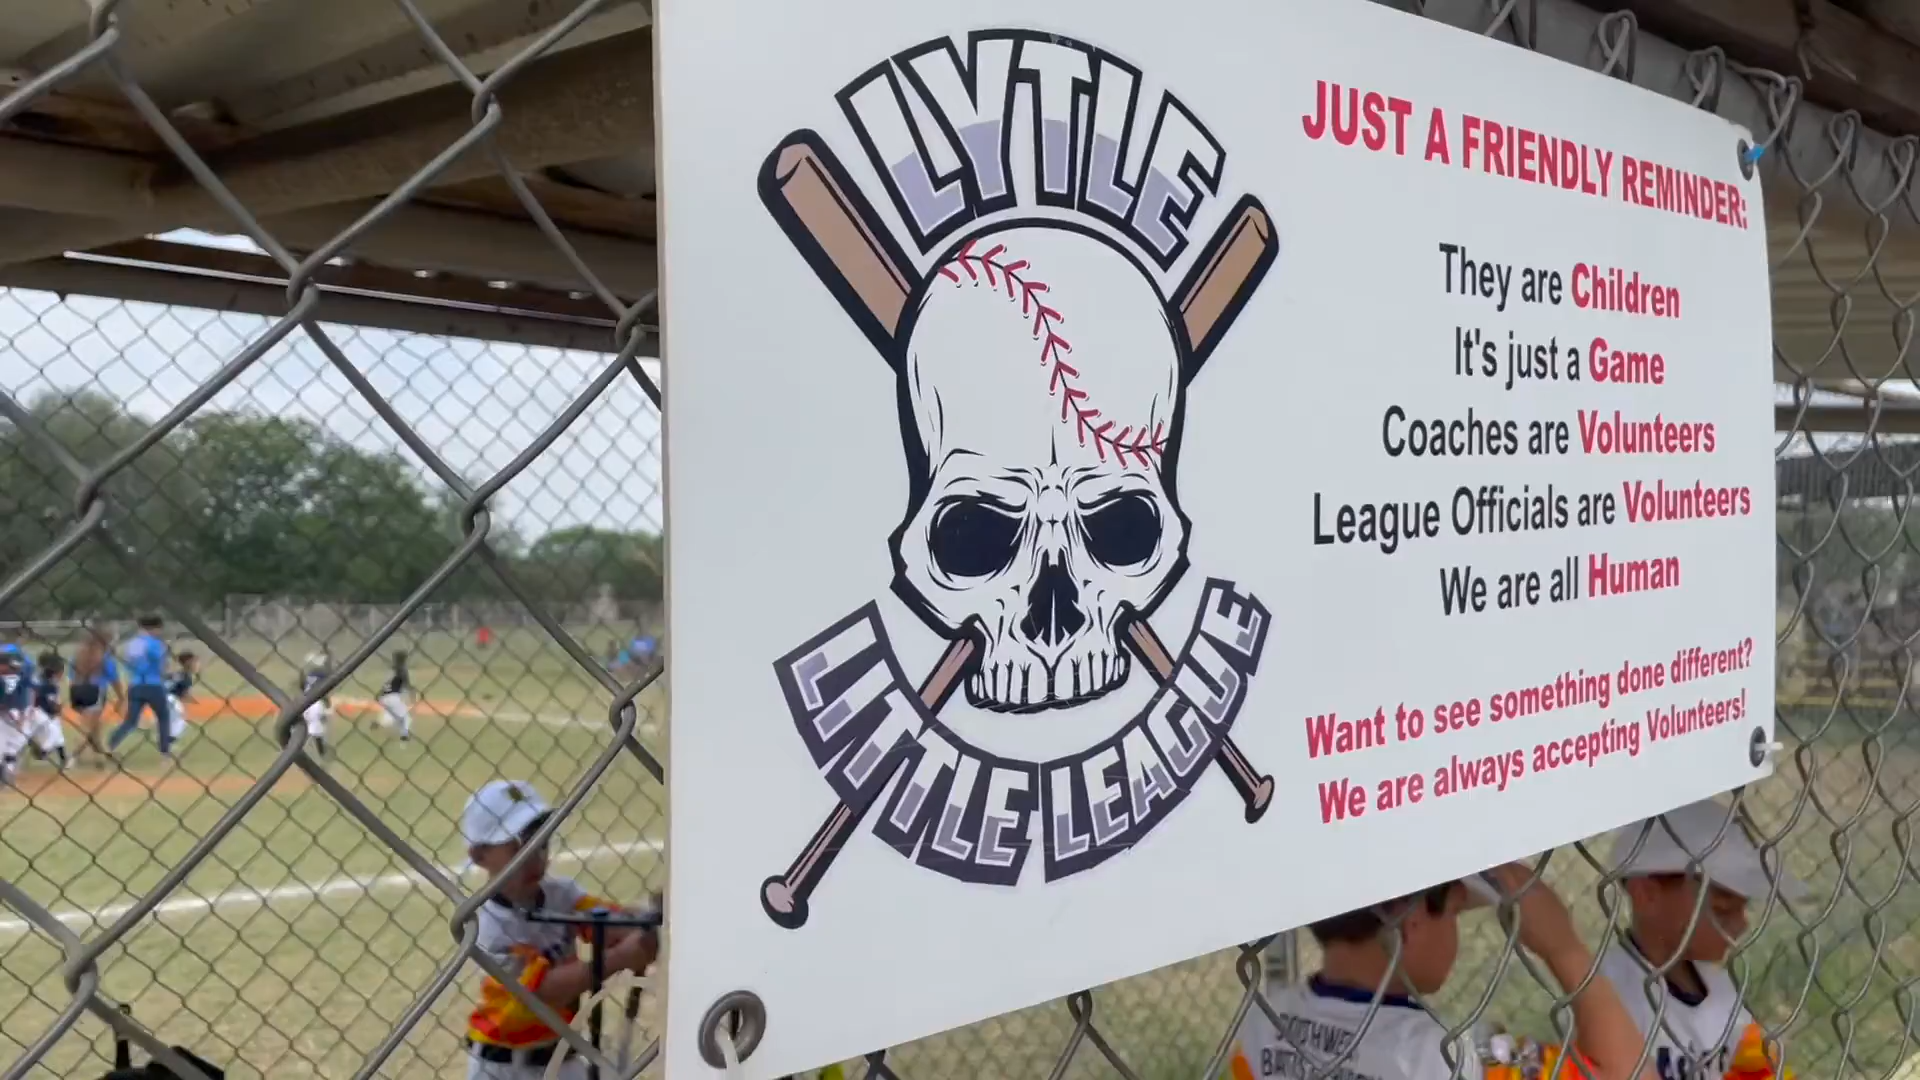 LYTLE
LITTLE LEAGUE
JUST A FRIENDLY REMINDER:
They are Children
It's just a Game
Coaches are Volunteers
League Officials are Volunteers
We are all Human
Want to see something done different?
We are always accepting Volunteers!